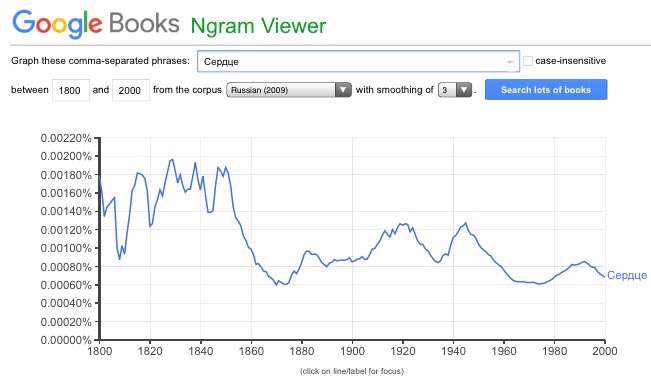 Google Books Ngram Viewer
Graph these comma-separated phrases: Сердце case-insensitive
between 1800 and 2000 from the corpus Russian (2009) with smoothing of 3 . Search lots of books
0.00220%
0.00200%
0.00180%
0.00160%
0.00140%
0.00120%
0.00100%
0.00080%
0.00060%
0.00040%
0.00020%
0.00000%
Сердце
1800 1820 1840 1860 1880 1900 1920 1940 1960 1980 2000
(click on line/label for focus)